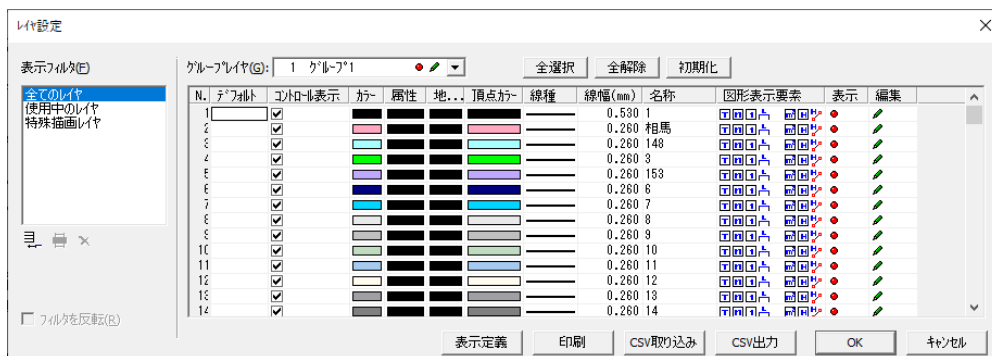 ﾚｲﾔ設定
表示ﾌｨﾙﾀ(F)
ｸﾞﾙｰﾌﾟﾚｲﾔ(G): 1 ｸﾞﾙｰﾌﾟ1
全選択 全解除 初期化
全てのﾚｲﾔ
使用中のﾚｲﾔ
特殊描画ﾚｲﾔ
N. ﾃﾞﾌｫﾙﾄ ｺﾝﾄﾛｰﾙ表示 ｶﾗｰ 属性 地... 頂点ｶﾗｰ 線種 線幅(mm) 名称 図形表示要素 表示 編集
1 0.530 1
2 0.260 相馬
3 0.260 148
4 0.260 3
5 0.260 153
6 0.260 6
7 0.260 7
8 0.260 8
9 0.260 9
10 0.260 10
11 0.260 11
12 0.260 12
13 0.260 13
14 0.260 14
ﾌｨﾙﾀを反転(R)
表示定義 印刷 CSV取り込み CSV出力 OK ｷｬﾝｾﾙ